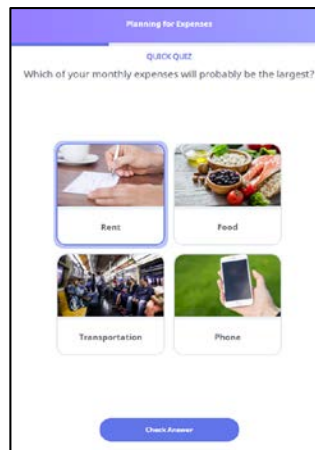 Planning for Expenses
QUICK QUIZ:
Which of your monthly expenses will probably be the largest?
Rent
Food
Transportation
Phone
Check Answer